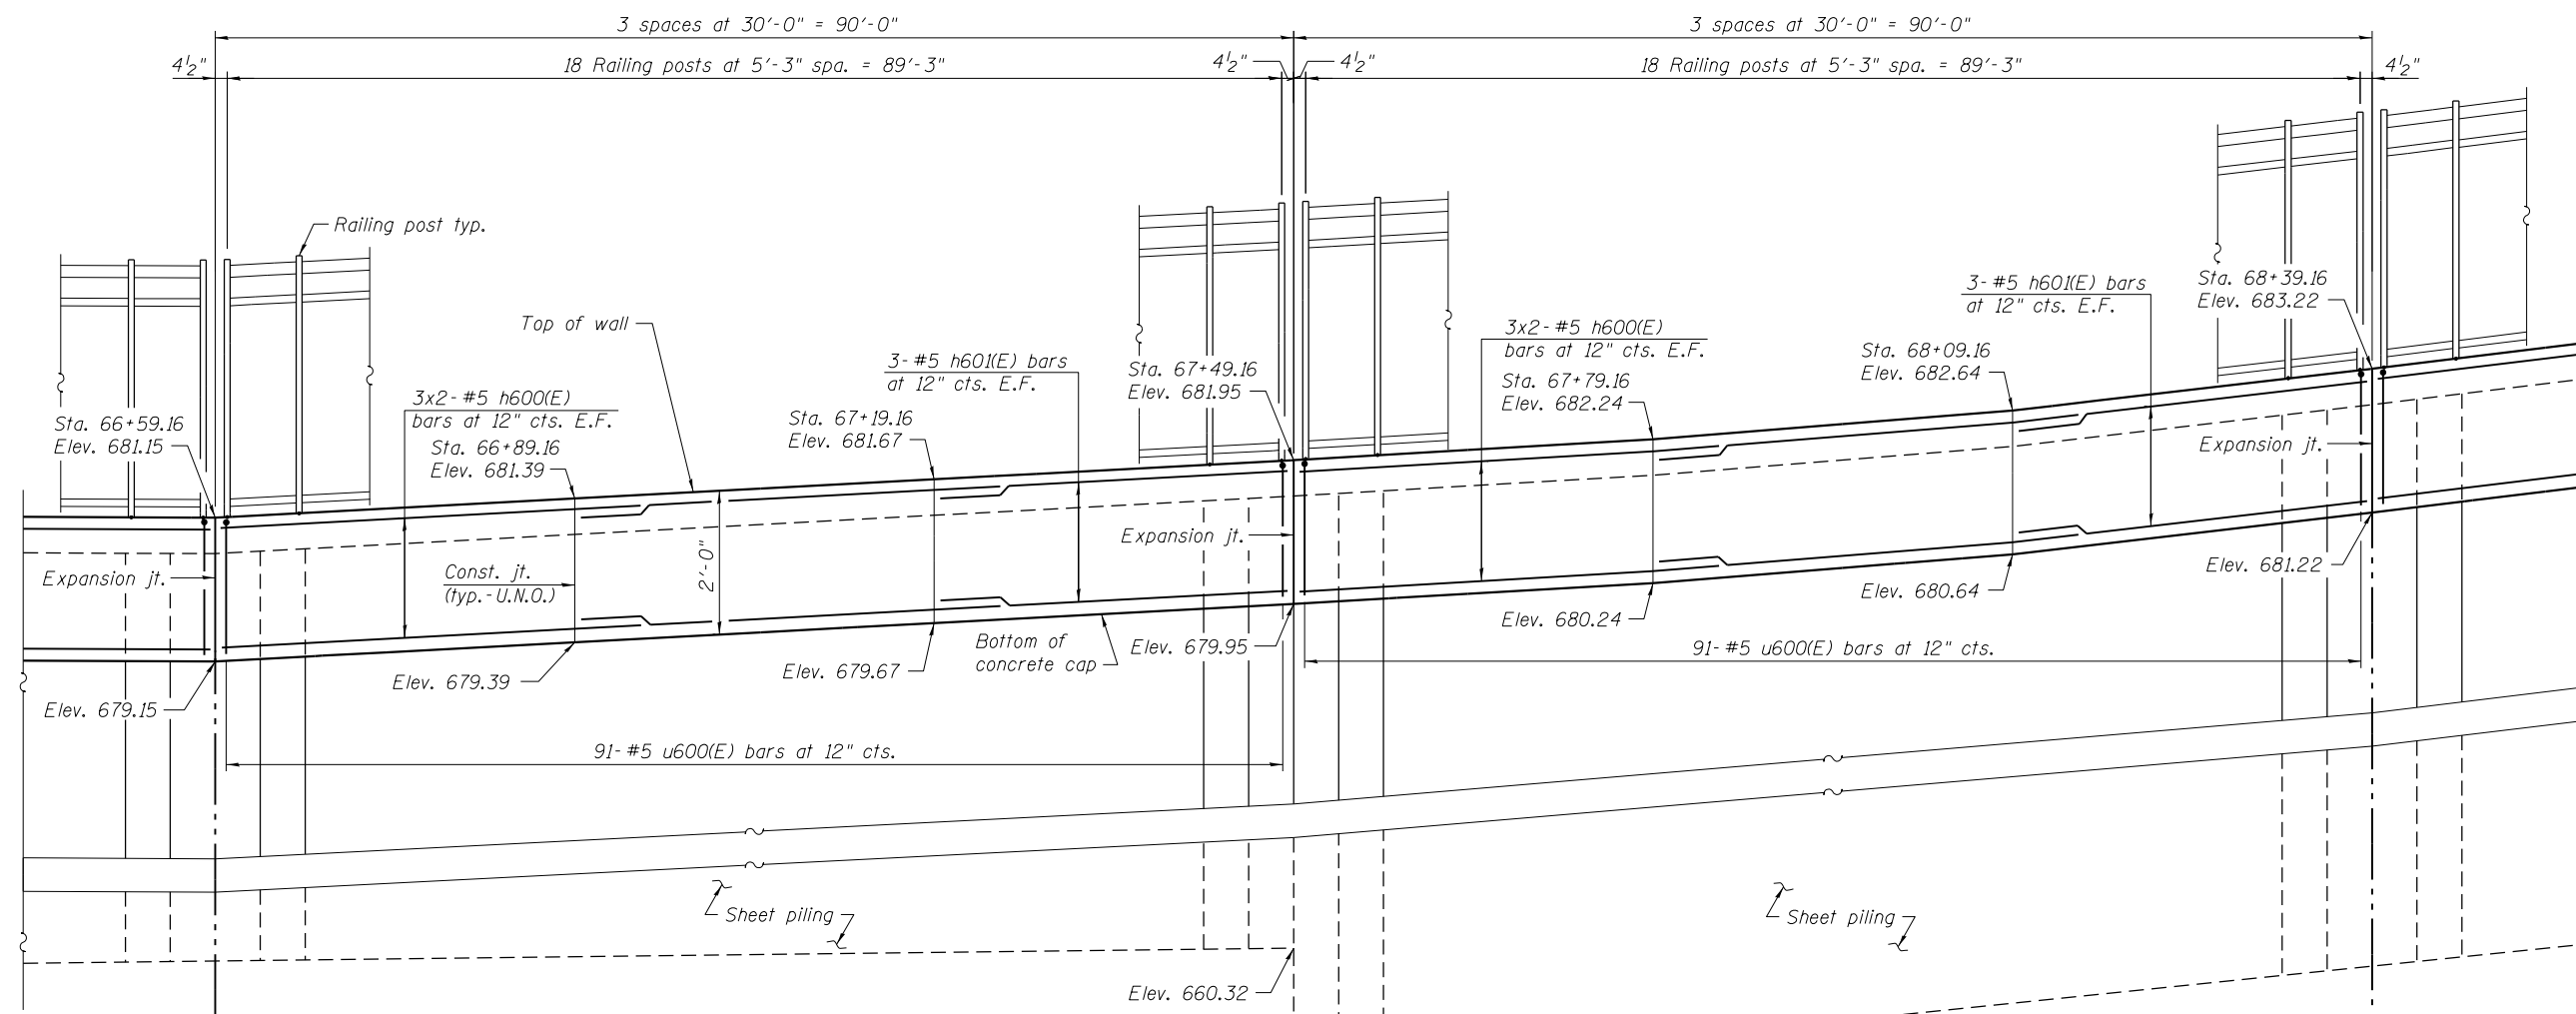 3 spaces at 30'-0" = 90'-0"
3 spaces at 30'-0" = 90'-0"
4½"
18 Railing posts at 5'-3" spa. = 89'-3"
4½"
4½"
18 Railing posts at 5'-3" spa. = 89'-3"
4½"
Railing post typ.
Top of wall
3-#5 h601(E) bars
at 12" cts. E.F.
Sta. 68+39.16
Elev. 683.22
3x2-#5 h600(E)
bars at 12" cts. E.F.
Sta. 67+79.16
Elev. 682.24
Sta. 68+09.16
Elev. 682.64
3-#5 h601(E) bars
at 12" cts. E.F.
Sta. 67+49.16
Elev. 681.95
3x2-#5 h600(E)
bars at 12" cts. E.F.
Sta. 66+59.16
Elev. 681.15
Sta. 66+89.16
Elev. 681.39
Sta. 67+19.16
Elev. 681.67
Expansion jt.
Expansion jt.
Expansion jt.
Const. jt.
(typ.-U.N.O.)
2'-0"
Elev. 681.22
Elev. 680.64
Elev. 680.24
Bottom of
concrete cap
Elev. 679.95
91-#5 u600(E) bars at 12" cts.
Elev. 679.67
Elev. 679.39
Elev. 679.15
91-#5 u600(E) bars at 12" cts.
Sheet piling
Sheet piling
Elev. 660.32